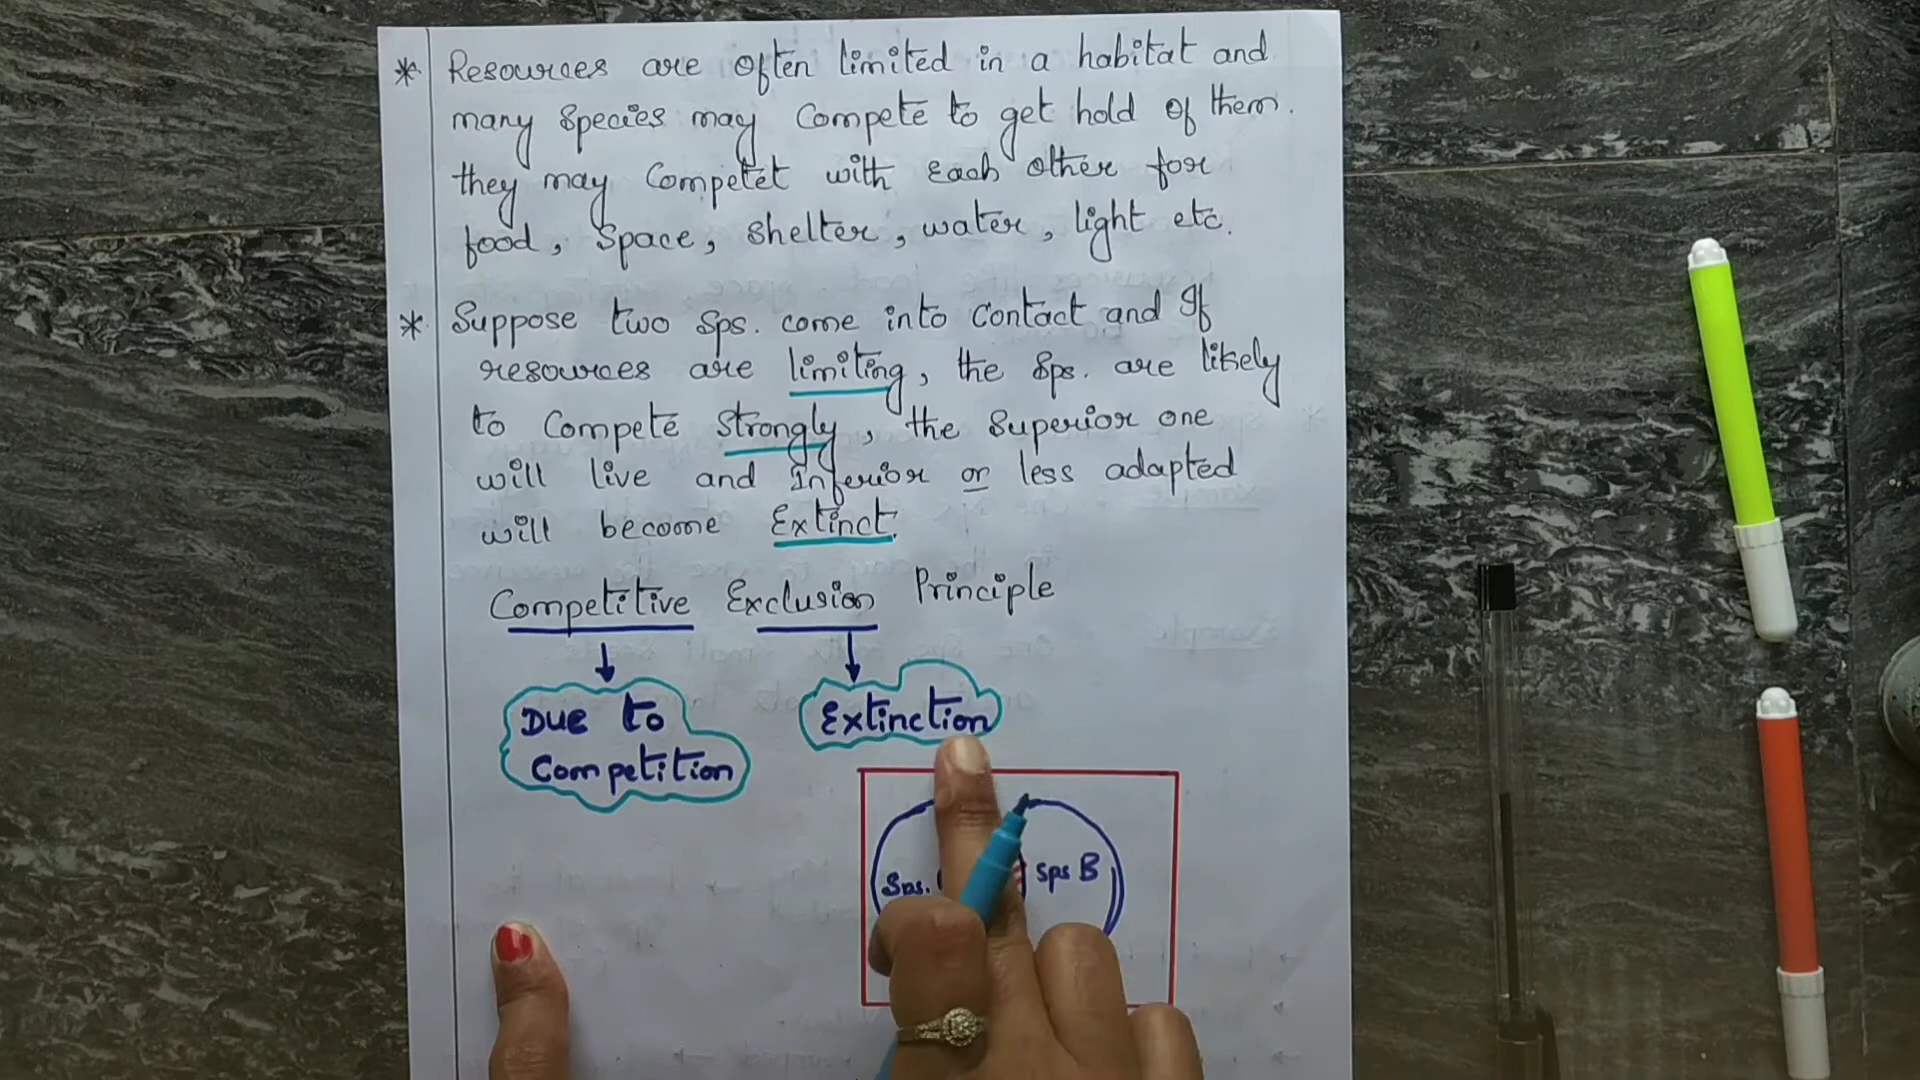 * Resources are often limited in a habitat and
many species may compete to get hold of them.
they may competet with each other for
food, space, shelter, water, light etc.
* Suppose two sps. come into contact and If
resources are limiting, the sps. are likely
to compete strongly, the superior one
will live and Inferior or less adapted
will become Extinct.
Competitive Exclusion Principle
Due to
Competition
Extinction
Sps.
Sps B